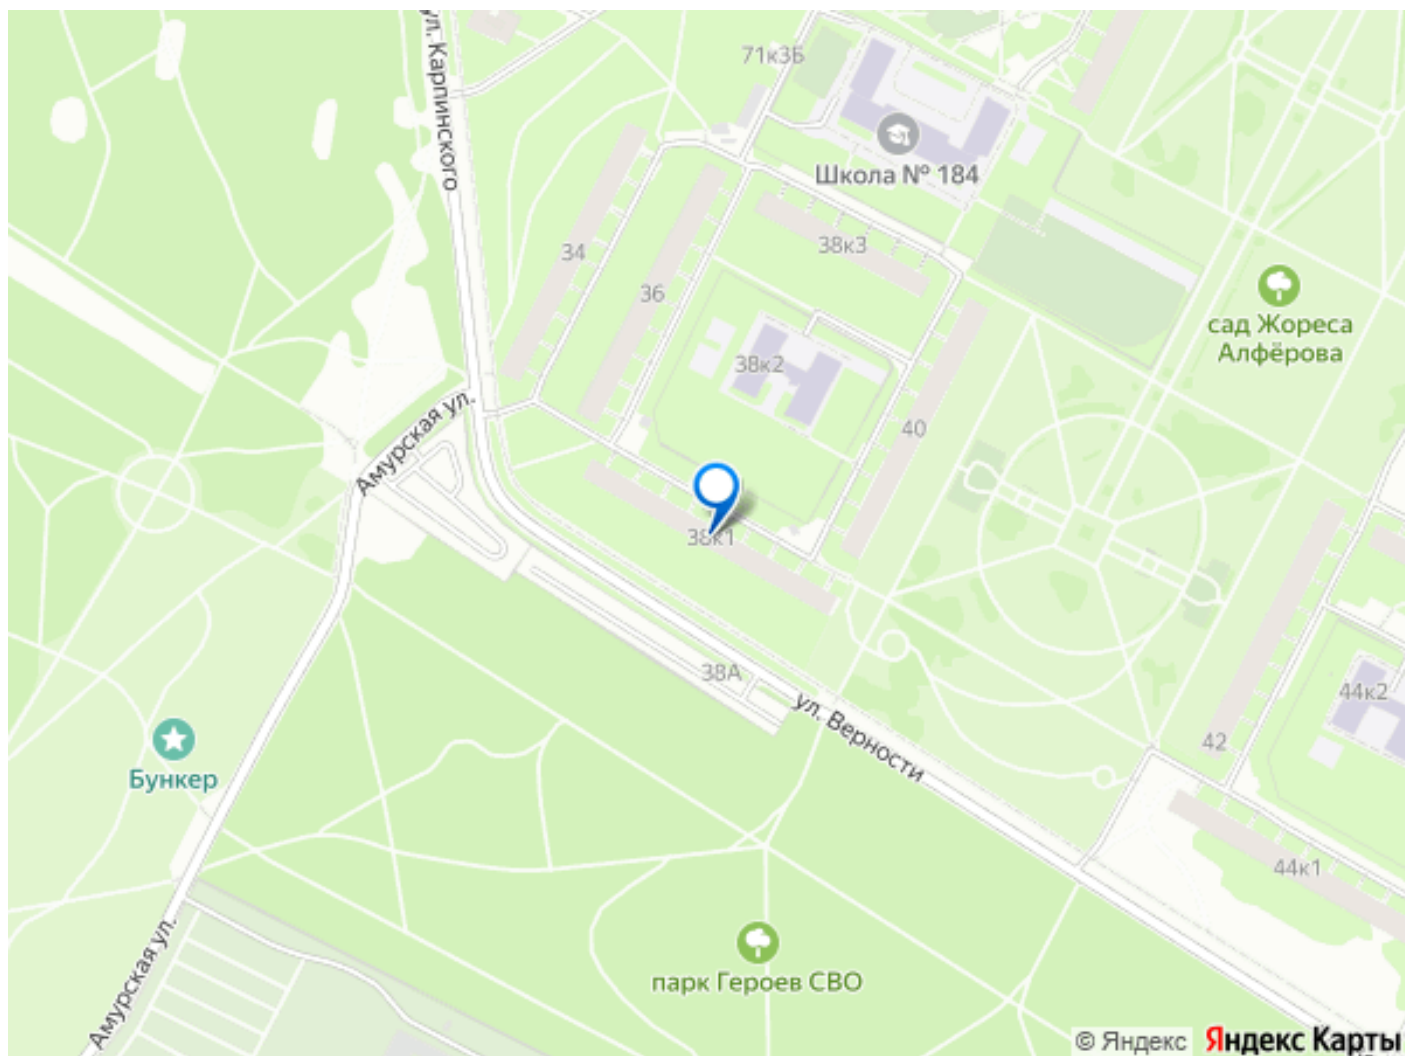 ул. Карпинского
71к3Б
Школа № 184
34
38к3
36
сад Жореса
Алфёрова
38к2
Амурская ул.
40
38к1
38А
ул. Верности
44к2
42
Бункер
44к1
Амурская ул.
парк Героев СВО
© Яндекс Яндекс Карты